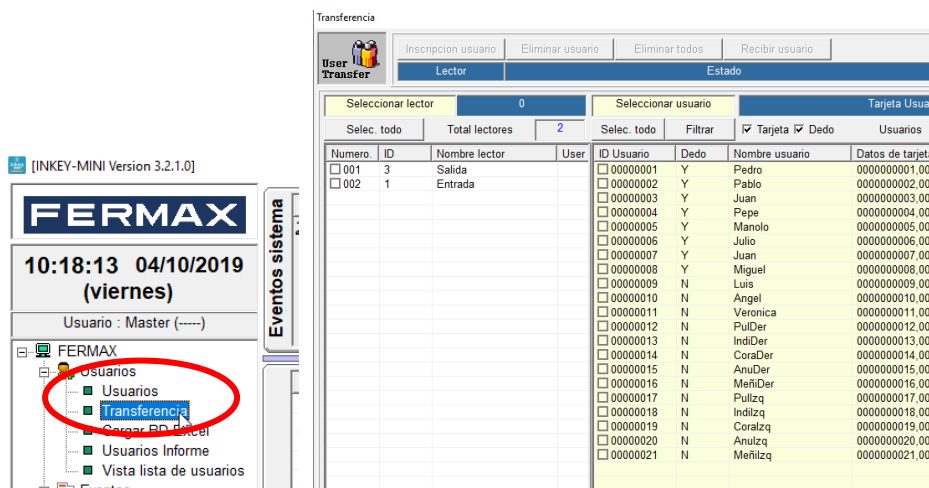 [INKEY-MINI Version 3.2.1.0]
FERMAX
10:18:13 04/10/2019
(viernes)
Usuario : Master (-----)
FERMAX
Usuarios
Usuarios
Transferencia
Cargar BD Excel
Usuarios Informe
Vista lista de usuarios
Eventos
Eventos sistema
Transferencia
User
Transfer
Inscripcion usuario Eliminar usuario Eliminar todos Recibir usuario
Lector Estado
Seleccionar lector 0 Seleccionar usuario Tarjeta Usua
Selec. todo Total lectores 2 Selec. todo Filtrar Tarjeta Dedo Usuarios
Numero. ID Nombre lector User ID Usuario Dedo Nombre usuario Datos de tarjeta
001 3 Salida 00000001 Y Pedro 0000000001,00
002 1 Entrada 00000002 Y Pablo 0000000002,00
00000003 Y Juan 0000000003,00
00000004 Y Pepe 0000000004,00
00000005 Y Manolo 0000000005,00
00000006 Y Julio 0000000006,00
00000007 Y Juan 0000000007,00
00000008 Y Miguel 0000000008,00
00000009 N Luis 0000000009,00
00000010 N Angel 0000000010,00
00000011 N Veronica 0000000011,00
00000012 N PulDer 0000000012,00
00000013 N IndiDer 0000000013,00
00000014 N CoraDer 0000000014,00
00000015 N AnuDer 0000000015,00
00000016 N MeñiDer 0000000016,00
00000017 N PulIzq 0000000017,00
00000018 N IndiIzq 0000000018,00
00000019 N CoraIzq 0000000019,00
00000020 N AnuIzq 0000000020,00
00000021 N MeñiIzq 0000000021,00